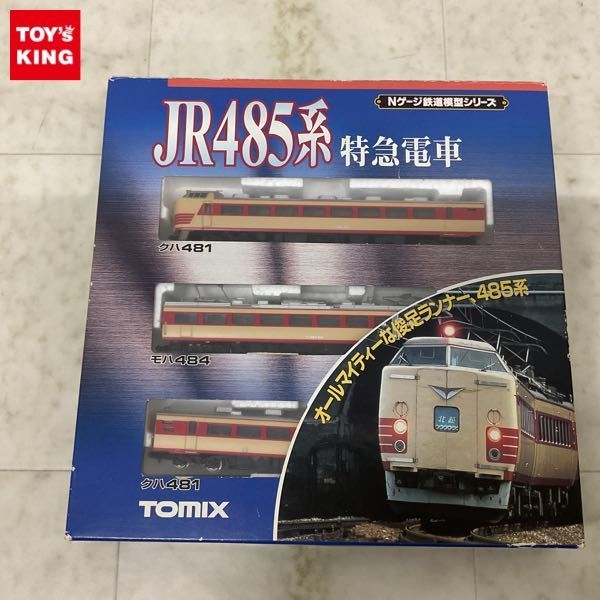 TOY's
KING
Nゲージ鉄道模型シリーズ
JR485系 特急電車
クハ481
モハ484
オールマイティーな俊足ランナー、485系
クハ481
TOMIX
北越